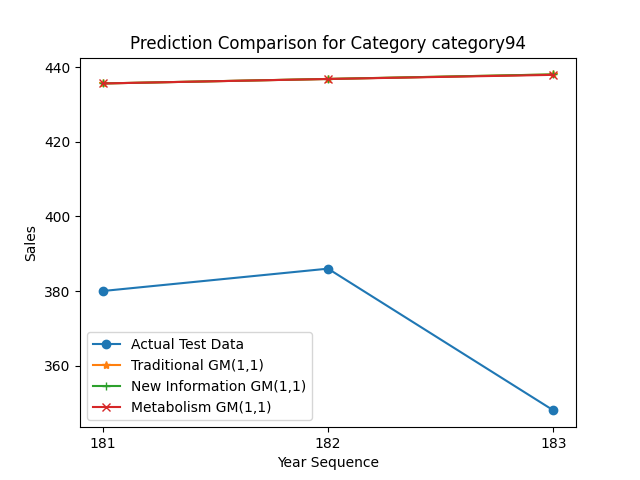 Prediction Comparison for Category category94
440
420
400
380
360
Sales
Actual Test Data
Traditional GM(1,1)
New Information GM(1,1)
Metabolism GM(1,1)
181
182
183
Year Sequence